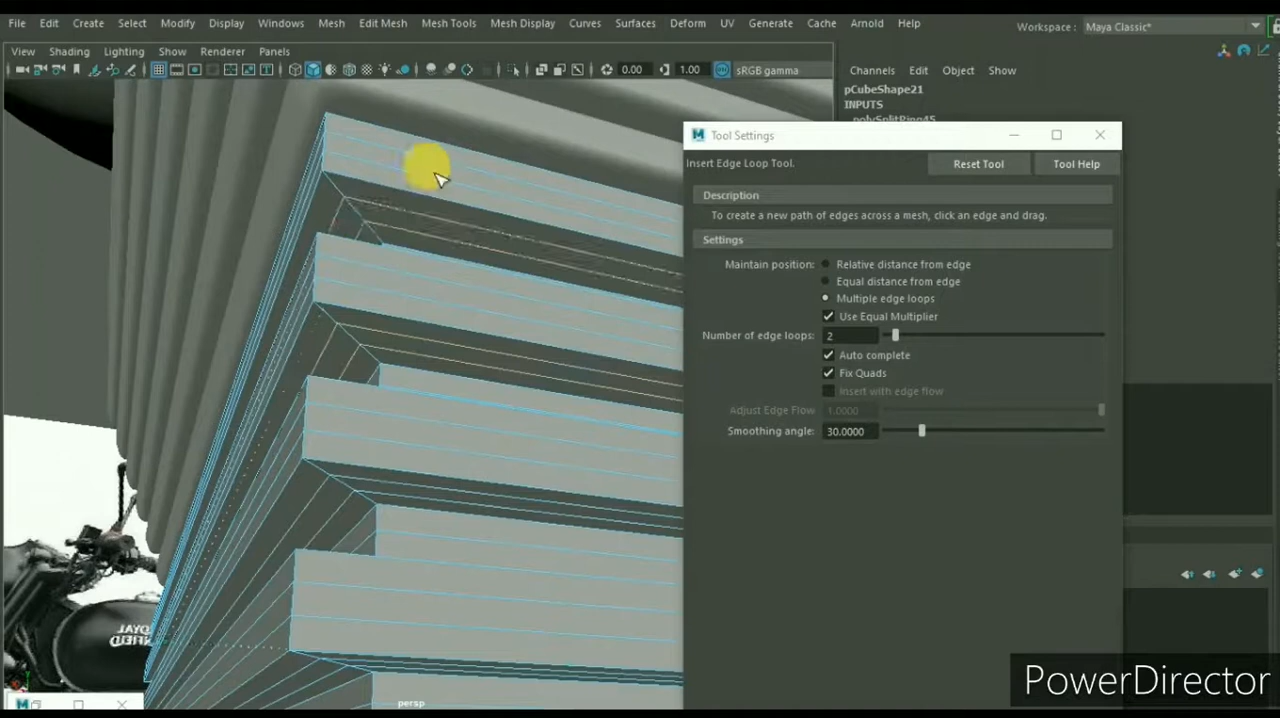 File Edit Create Select Modify Display Windows Mesh Edit Mesh Mesh Tools Mesh Display Curves Surfaces Deform UV Generate Cache Arnold Help
Workspace : Maya Classic*
View Shading Lighting Show Renderer Panels
0.00 1.00 sRGB gamma
Channels Edit Object Show
pCubeShape21
INPUTS
polySplitRing45
Tool Settings
Insert Edge Loop Tool.
Reset Tool
Tool Help
Description
To create a new path of edges across a mesh, click an edge and drag.
Settings
Maintain position: Relative distance from edge
Equal distance from edge
Multiple edge loops
Use Equal Multiplier
Number of edge loops: 2
Auto complete
Fix Quads
Insert with edge flow
Adjust Edge Flow 1.0000
Smoothing angle: 30.0000
persp
PowerDirector